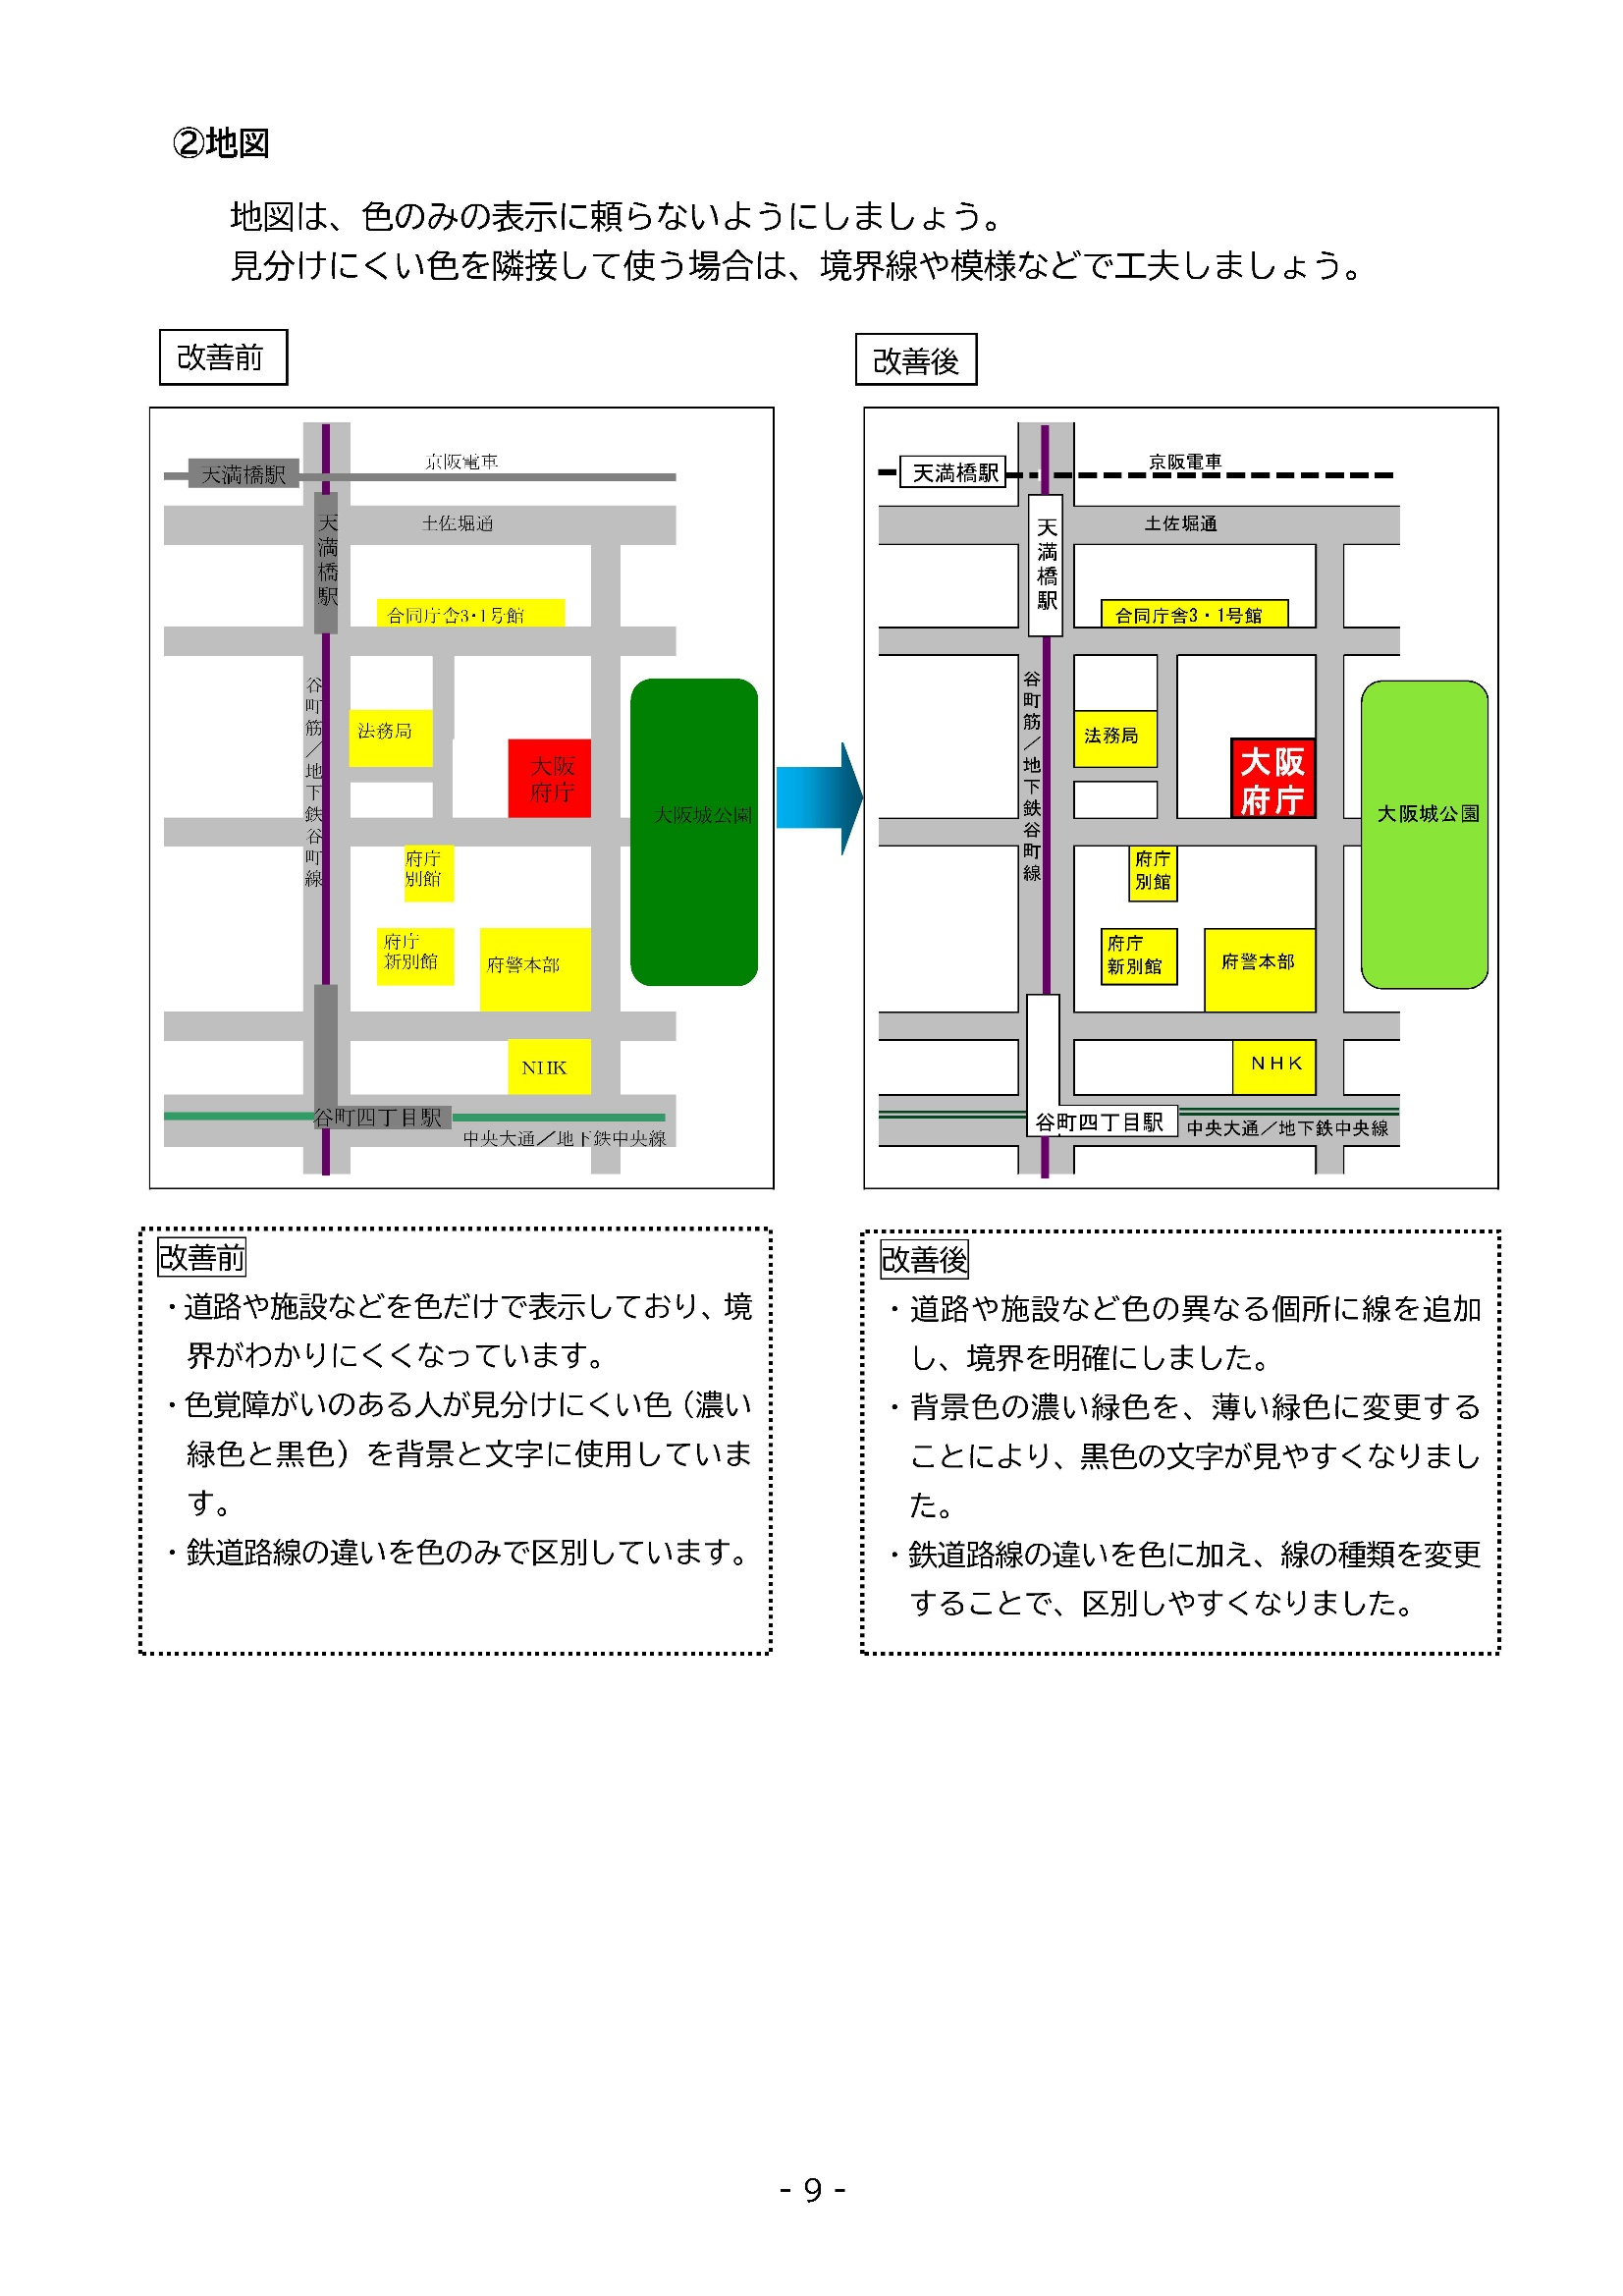 ②地図
地図は、色のみの表示に頼らないようにしましょう。
見分けにくい色を隣接して使う場合は、境界線や模様などで工夫しましょう。
改善前
天満橋駅
京阪電車
天満橋駅
土佐堀通
合同庁舎3・1号館
谷町筋／地下鉄谷町線
法務局
大阪
府庁
大阪城公園
府庁
別館
府庁
新別館
府警本部
NHK
谷町四丁目駅
中央大通／地下鉄中央線
改善後
天満橋駅
京阪電車
天満橋駅
土佐堀通
合同庁舎3・1号館
谷町筋／地下鉄谷町線
法務局
大阪
府庁
大阪城公園
府庁
別館
府庁
新別館
府警本部
ＮＨＫ
谷町四丁目駅
中央大通／地下鉄中央線
改善前
・道路や施設などを色だけで表示しており、境
界がわかりにくくなっています。
・色覚障がいのある人が見分けにくい色（濃い
緑色と黒色）を背景と文字に使用していま
す。
・鉄道路線の違いを色のみで区別しています。
改善後
・道路や施設など色の異なる個所に線を追加
し、境界を明確にしました。
・背景色の濃い緑色を、薄い緑色に変更する
ことにより、黒色の文字が見やすくなりまし
た。
・鉄道路線の違いを色に加え、線の種類を変更
することで、区別しやすくなりました。
- 9 -